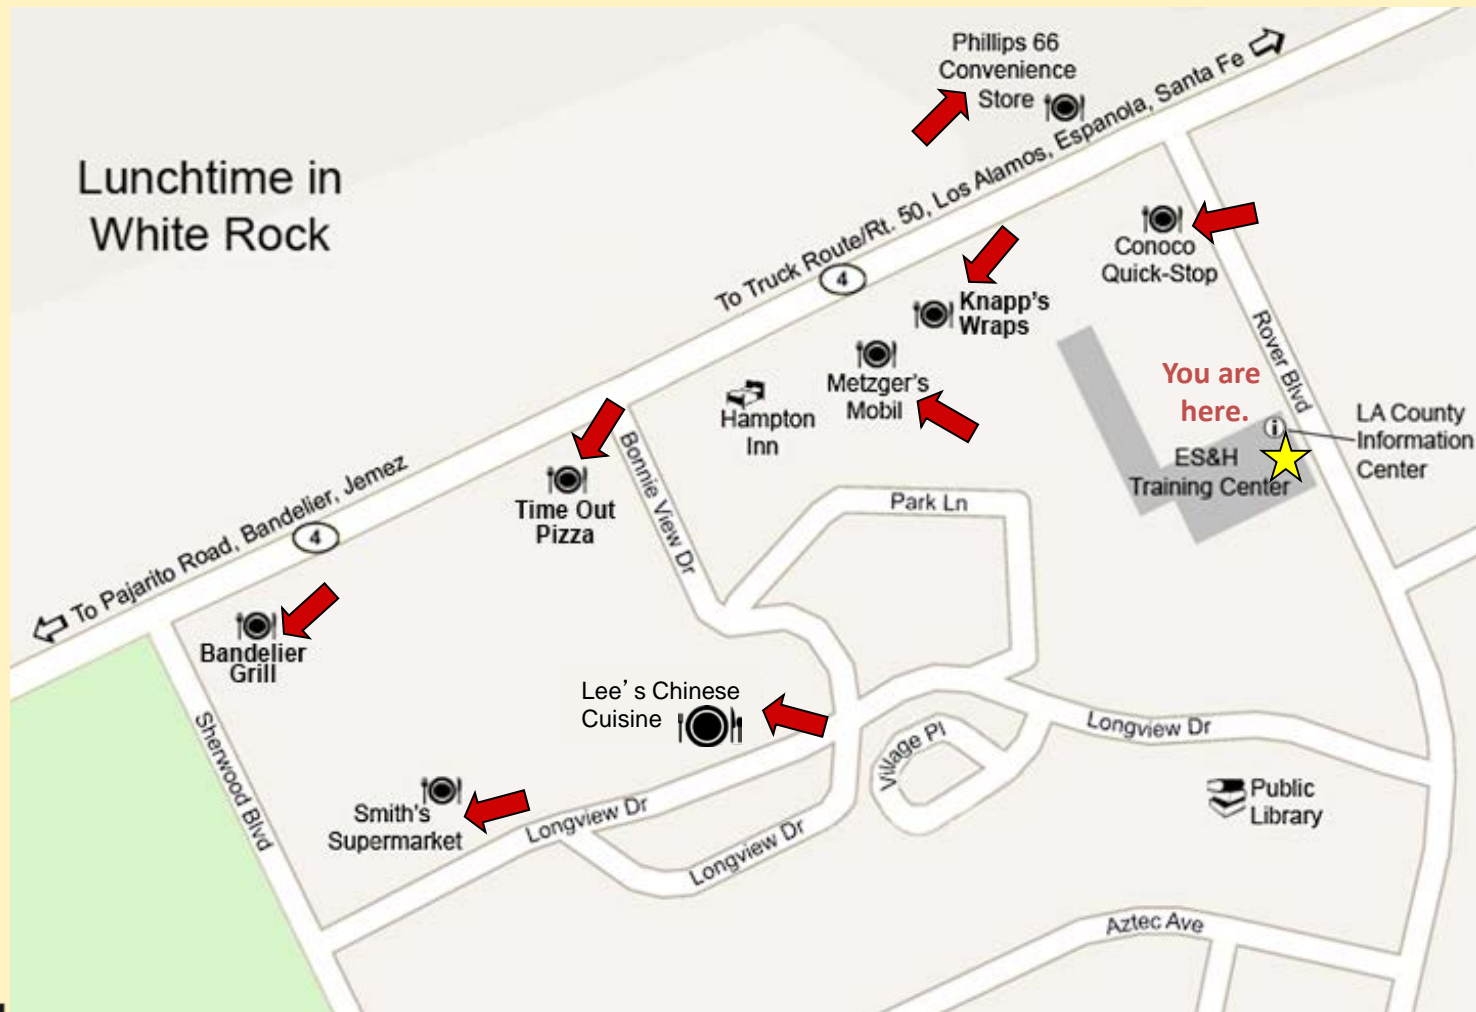 Lunchtime in
White Rock
Phillips 66
Convenience
Store
To Truck Route/Rt. 50, Los Alamos, Espanola, Santa Fe
4
Conoco
Quick-Stop
Knapp's
Wraps
Rover Blvd
You are
here.
Metzger's
Mobil
Hampton
Inn
i
LA County
Information
Center
ES&H
Training Center
Bonnie View Dr
Time Out
Pizza
Park Ln
To Pajarito Road, Bandelier, Jemez
4
Bandelier
Grill
Lee’s Chinese
Cuisine
Sherwood Blvd
Village Pl
Longview Dr
Public
Library
Smith's
Supermarket
Longview Dr
Longview Dr
Aztec Ave